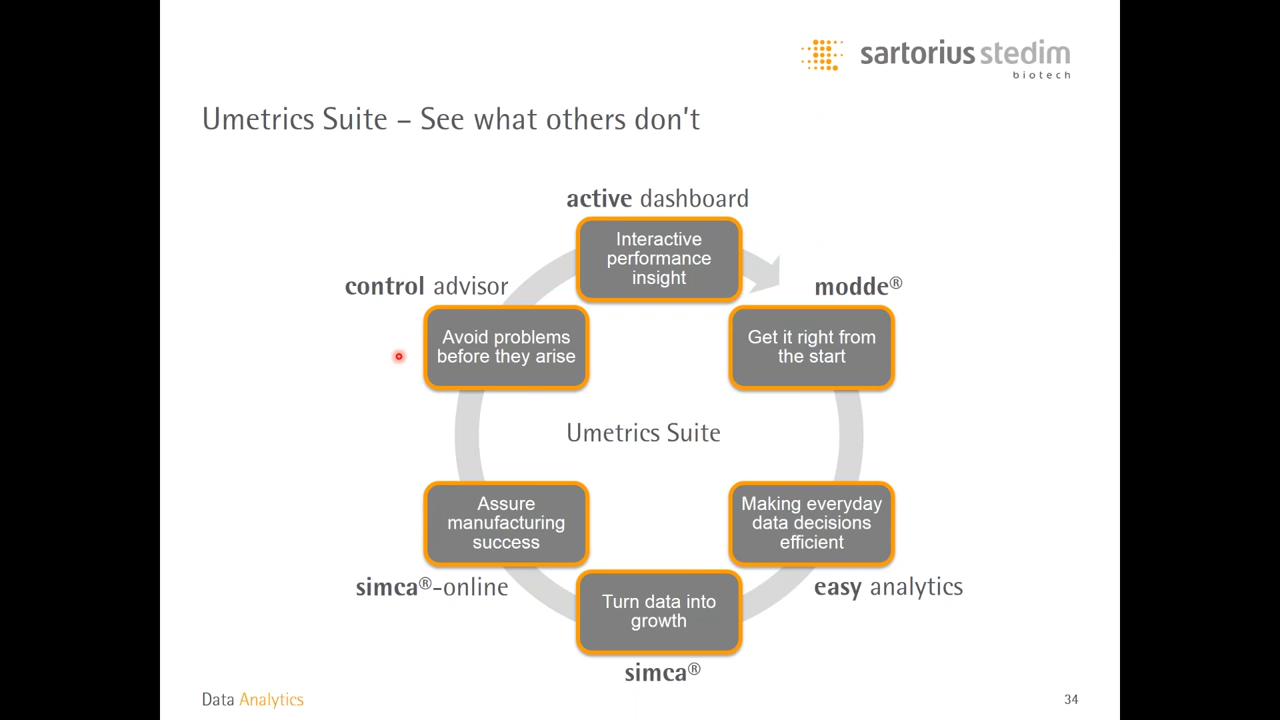 sartorius stedim
biotech
Umetrics Suite – See what others don't
active dashboard
Interactive
performance
insight
control advisor
modde®
Avoid problems
before they arise
Get it right from
the start
Umetrics Suite
Assure
manufacturing
success
Making everyday
data decisions
efficient
simca®-online
easy analytics
Turn data into
growth
simca®
Data Analytics
34